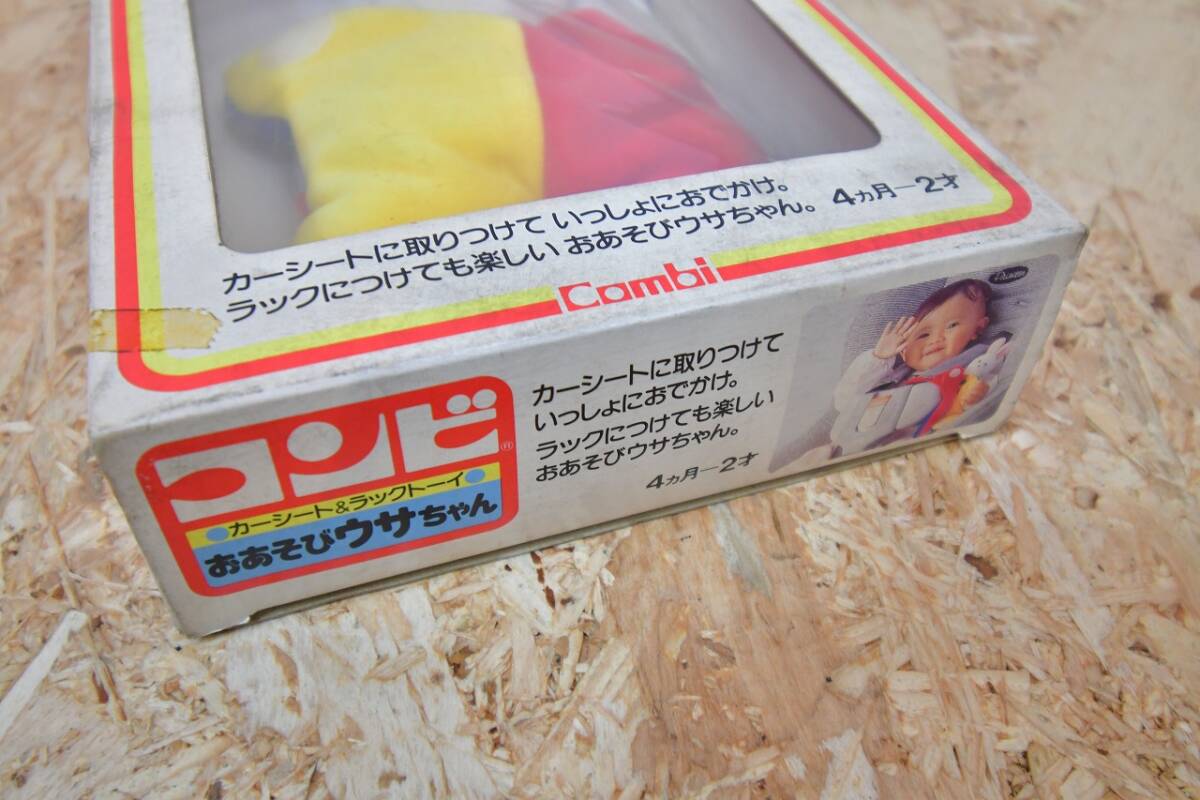 カーシートに取りつけて いっしょにおでかけ。
ラックにつけても楽しい おあそびウサちゃん。 4ヵ月ー2才
Combi
コンビ®
カーシート&ラックトーイ
おあそびウサちゃん
カーシートに取りつけて
いっしょにおでかけ。
ラックにつけても楽しい
おあそびウサちゃん。
4ヵ月ー2才